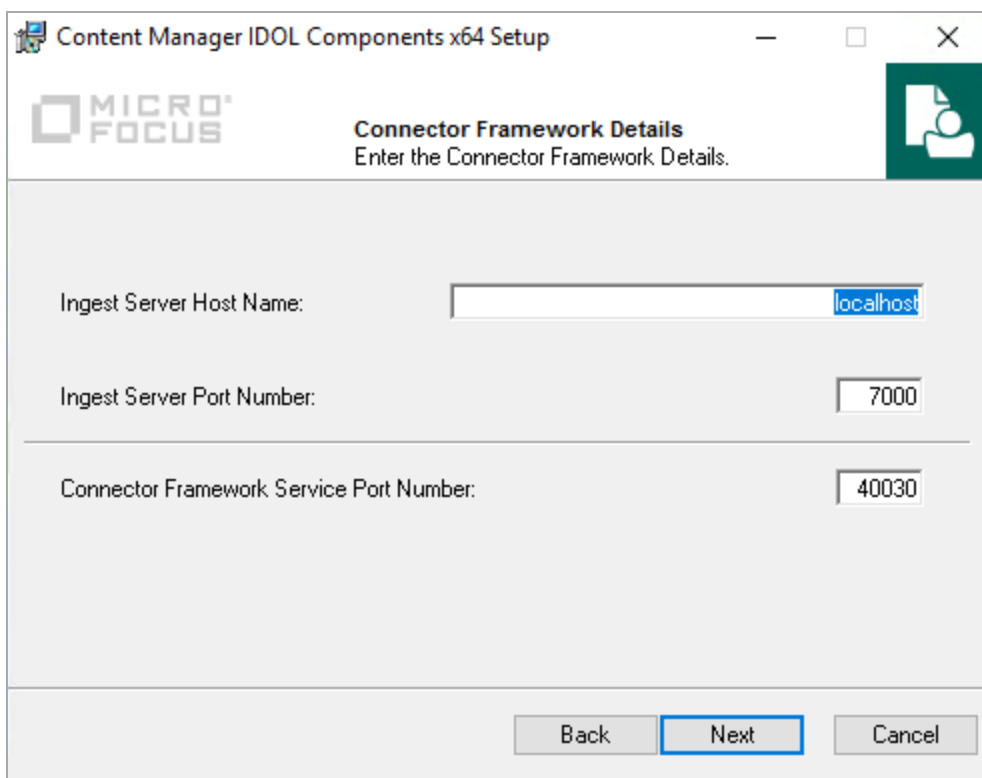 Content Manager IDOL Components x64 Setup
MICRO
FOCUS
Connector Framework Details
Enter the Connector Framework Details.
Ingest Server Host Name:
localhost
Ingest Server Port Number:
7000
Connector Framework Service Port Number:
40030
Back
Next
Cancel